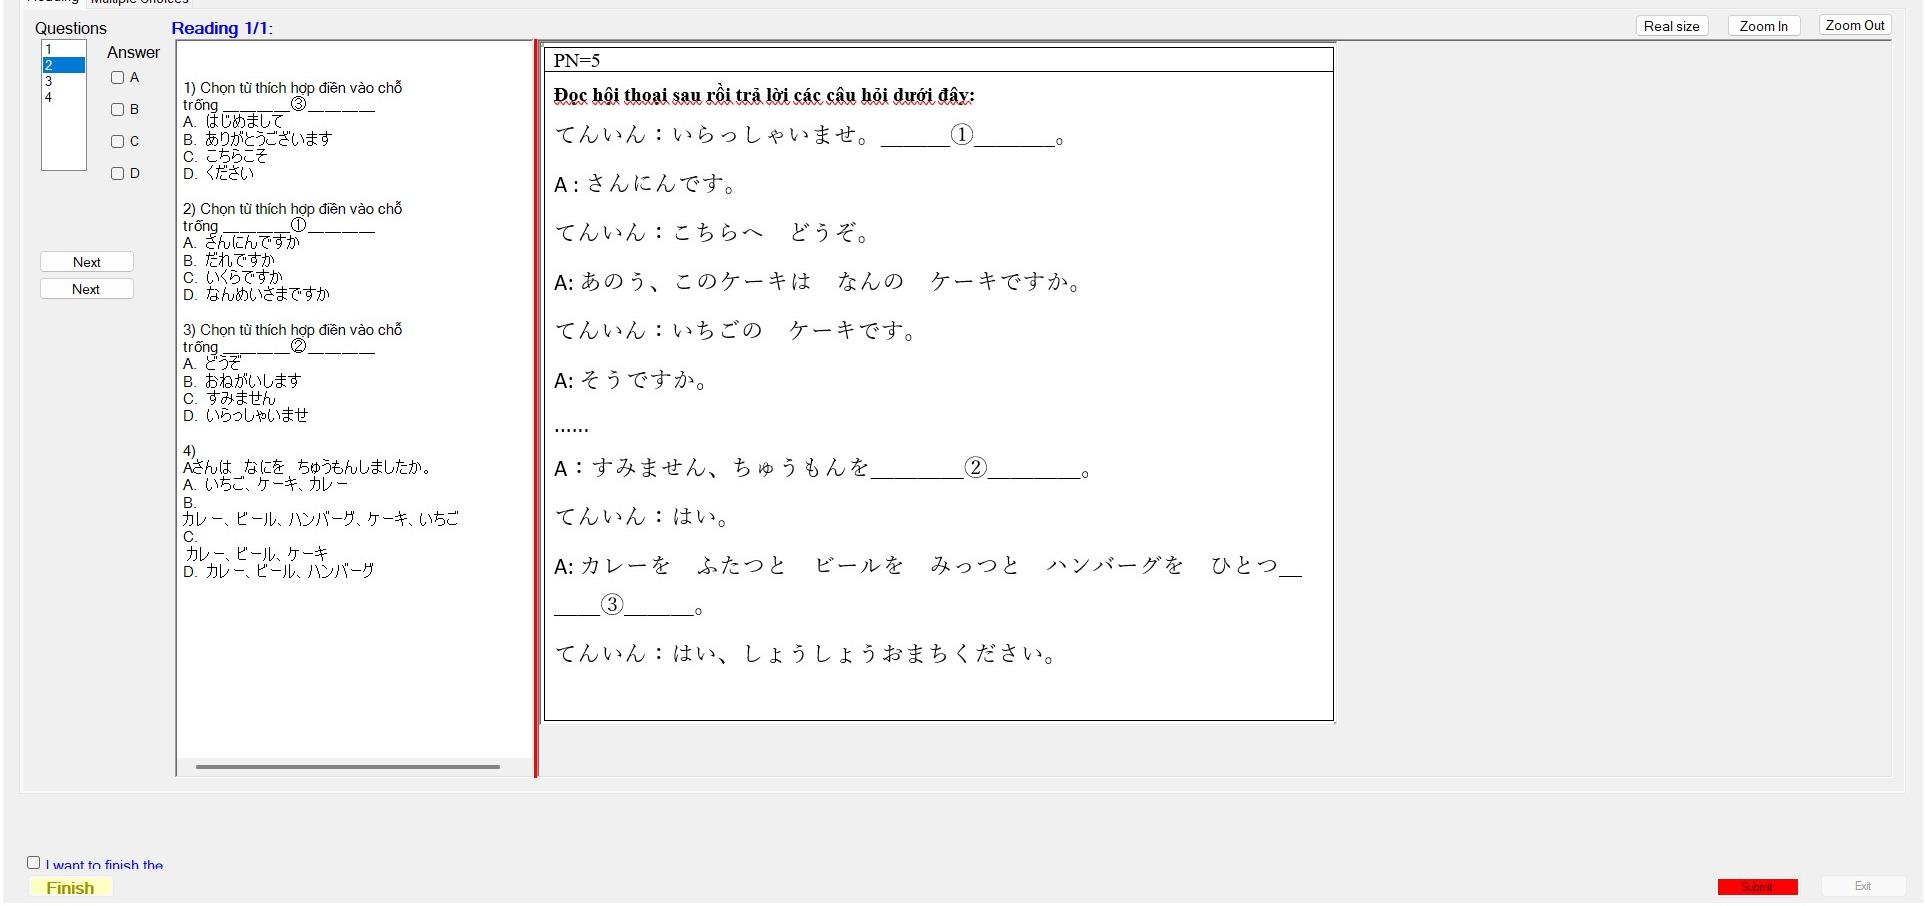 Reading Multiple Choices
Questions
Reading 1/1:
Real size
Zoom In
Zoom Out
1
2
3
4
Answer
A
B
C
D
Next
Next
1) Chọn từ thích hợp điền vào chỗ
trống ________③________
A. はじめまして
B. ありがとうございます
C. こちらこそ
D. ください
2) Chọn từ thích hợp điền vào chỗ
trống ________①________
A. さんにんですか
B. だれですか
C. いくらですか
D. なんめいさまですか
3) Chọn từ thích hợp điền vào chỗ
trống ________②________
A. どうぞ
B. おねがいします
C. すみません
D. いらっしゃいませ
4)
Aさんは　なにを　ちゅうもんしましたか。
A. いちご、ケーキ、カレー
B.
カレー、ビール、ハンバーグ、ケーキ、いちご
C.
カレー、ビール、ケーキ
D. カレー、ビール、ハンバーグ
PN=5
Đọc hội thoại sau rồi trả lời các câu hỏi dưới đây:
てんいん：いらっしゃいませ。______①_______。
A : さんにんです。
てんいん：こちらへ　どうぞ。
A: あのう、このケーキは　なんの　ケーキですか。
てんいん：いちごの　ケーキです。
A: そうですか。
......
A：すみません、ちゅうもんを________②________。
てんいん：はい。
A: カレーを　ふたつと　ビールを　みっつと　ハンバーグを　ひとつ__
____③______。
てんいん：はい、しょうしょうおまちください。
I want to finish the
Finish
Submit
Exit